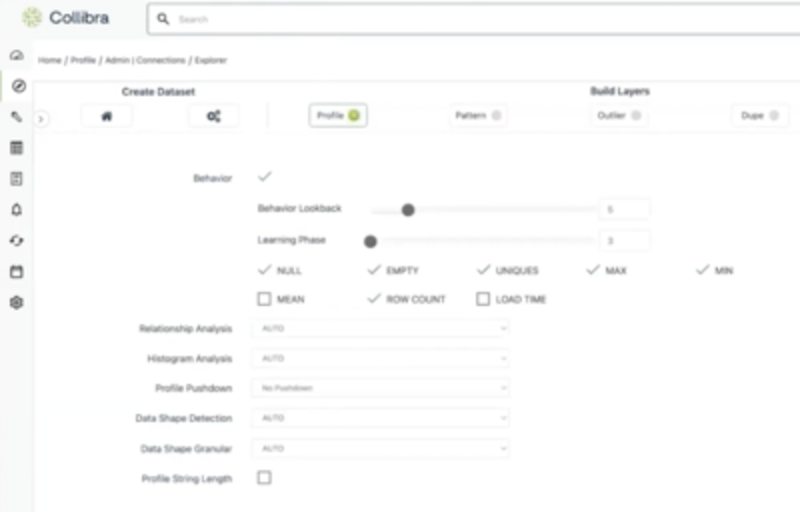 Collibra
Search
Home / Profile / Admin | Connections / Explorer
Create Dataset
Build Layers
Profile
Pattern
Outlier
Dupe
Behavior
Behavior Lookback
Learning Phase 3
NULL EMPTY UNIQUES MAX MIN
MEAN ROW COUNT LOAD TIME
Relationship Analysis AUTO
Histogram Analysis AUTO
Profile Pushdown No Pushdown
Data Shape Detection AUTO
Data Shape Granular AUTO
Profile String Length